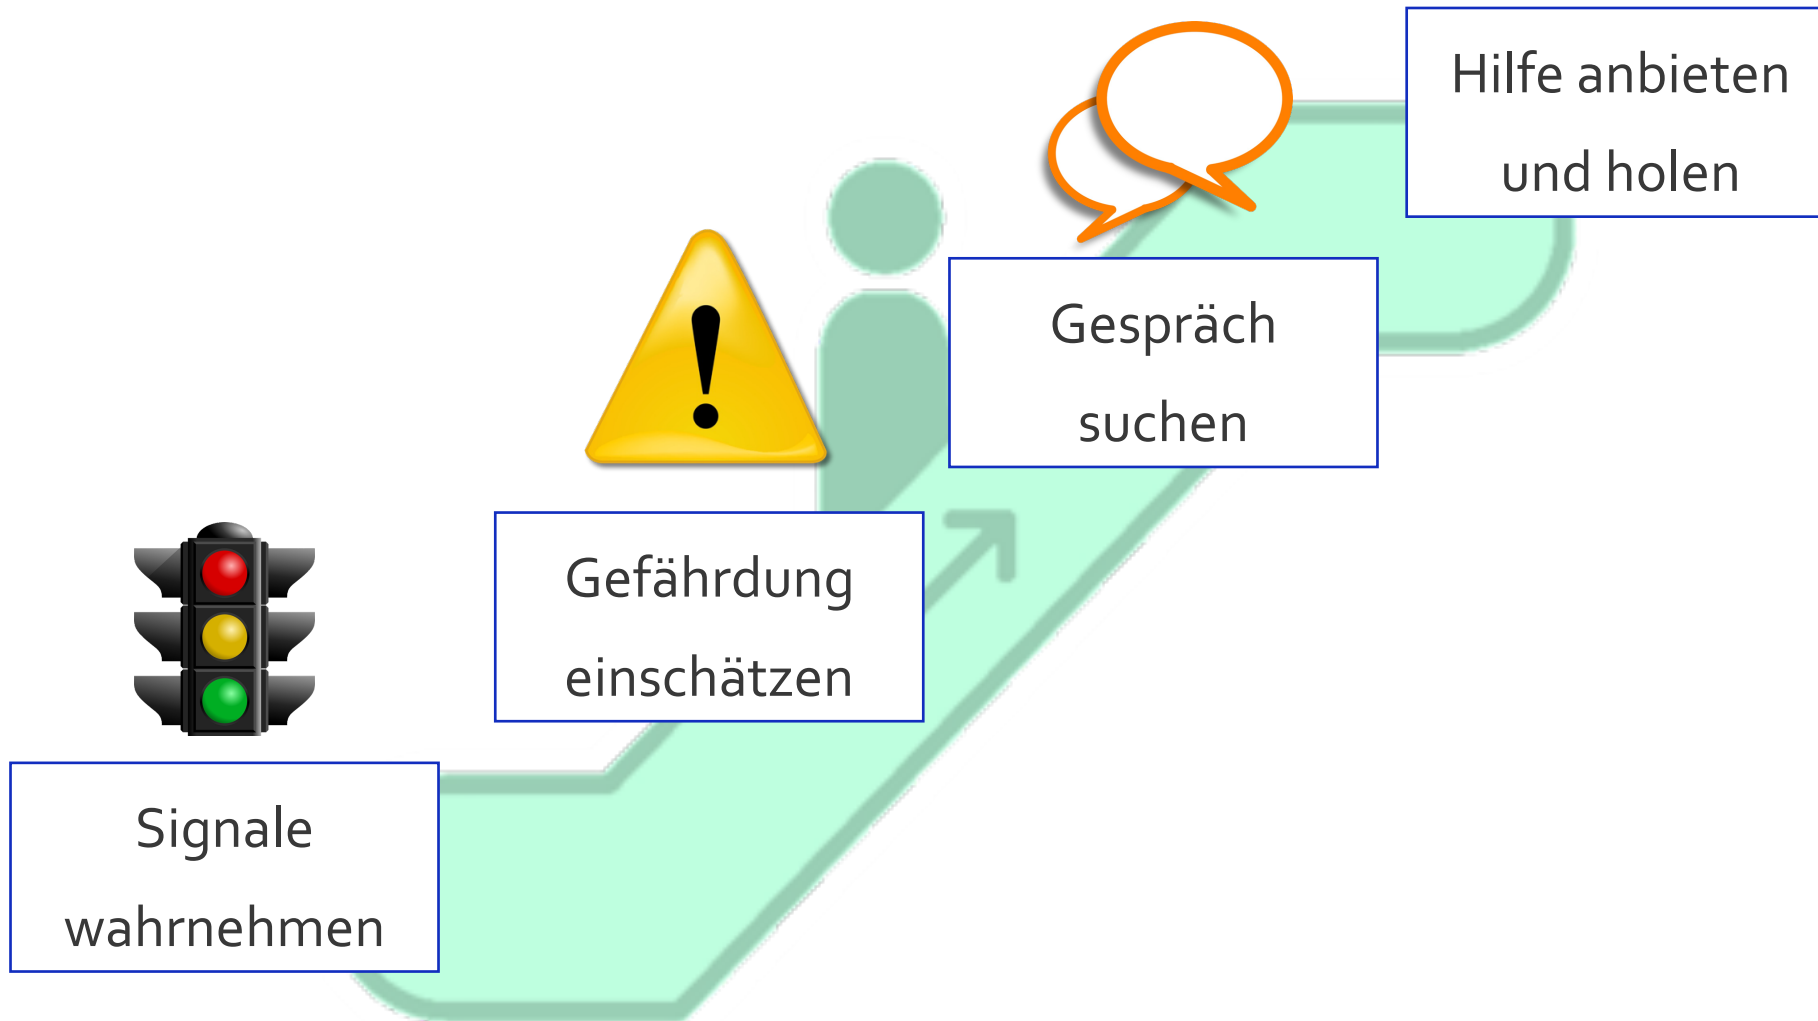 Signale
wahrnehmen
Gefährdung
einschätzen
Gespräch
suchen
Hilfe anbieten
und holen